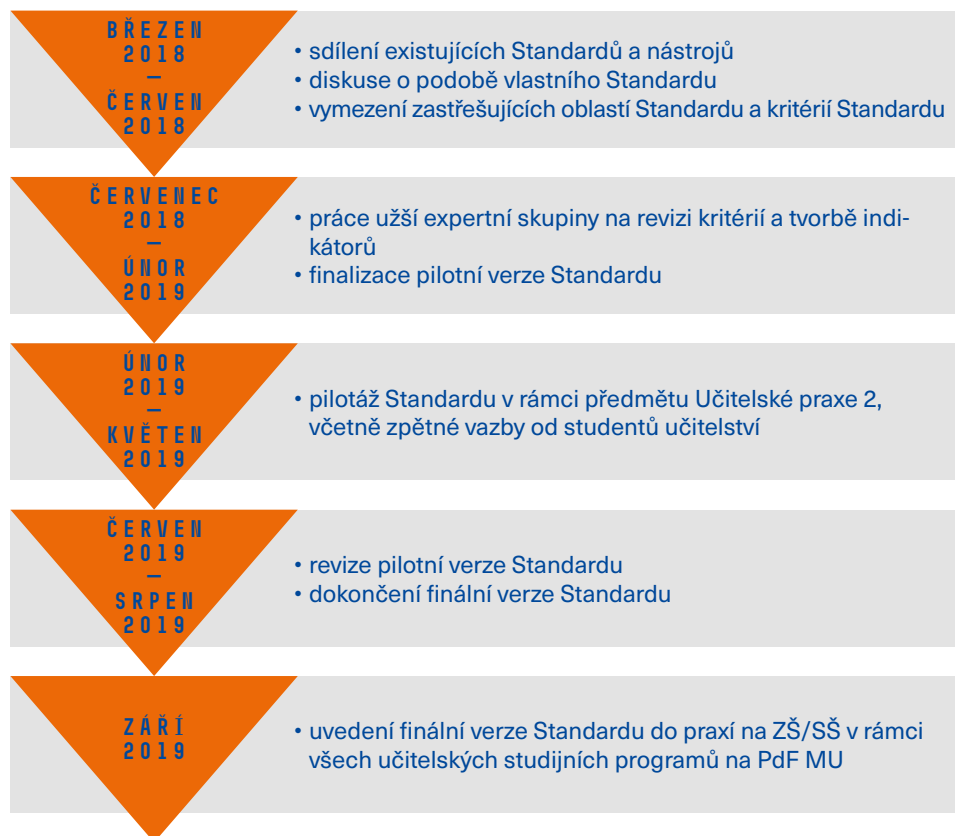 BŘEZEN
2018
–
ČERVEN
2018
• sdílení existujících Standardů a nástrojů
• diskuse o podobě vlastního Standardu
• vymezení zastřešujících oblastí Standardu a kritérií Standardu
ČERVENEC
2018
–
ÚNOR
2019
• práce užší expertní skupiny na revizi kritérií a tvorbě indi-
kátorů
• finalizace pilotní verze Standardu
ÚNOR
2019
–
KVĚTEN
2019
• pilotáž Standardu v rámci předmětu Učitelské praxe 2,
včetně zpětné vazby od studentů učitelství
ČERVEN
2019
–
SRPEN
2019
• revize pilotní verze Standardu
• dokončení finální verze Standardu
ZÁŘÍ
2019
• uvedení finální verze Standardu do praxí na ZŠ/SŠ v rámci
všech učitelských studijních programů na PdF MU